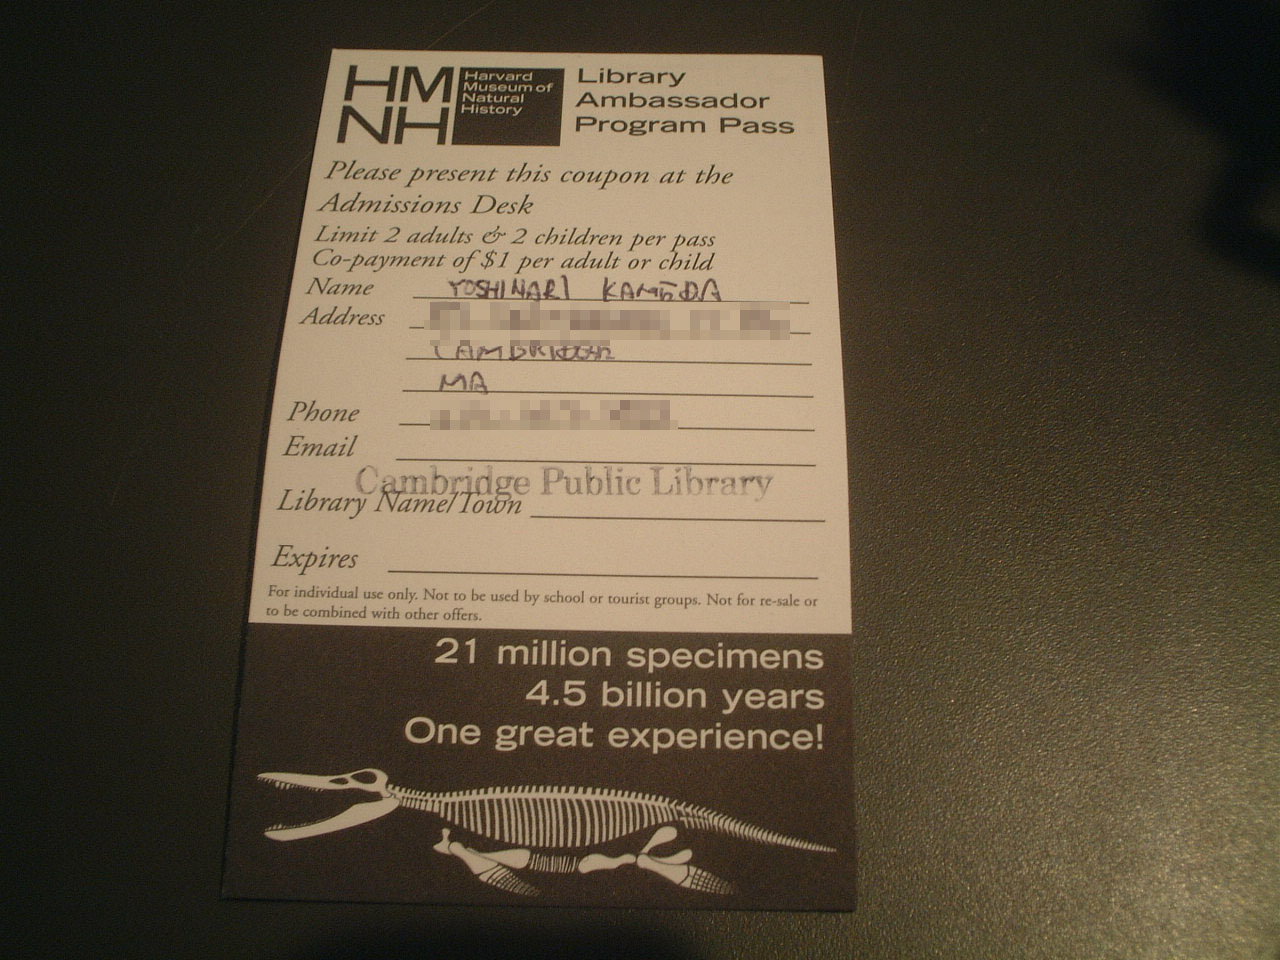 HM
NH
Harvard
Museum of
Natural
History
Library
Ambassador
Program Pass
Please present this coupon at the
Admissions Desk
Limit 2 adults & 2 children per pass
Co-payment of $1 per adult or child
Name YOSHINARI KAMEDA
Address
CAMBRIDGE
MA
Phone
Email
Cambridge Public Library
Library Name/Town
Expires
For individual use only. Not to be used by school or tourist groups. Not for re-sale or
to be combined with other offers.
21 million specimens
4.5 billion years
One great experience!